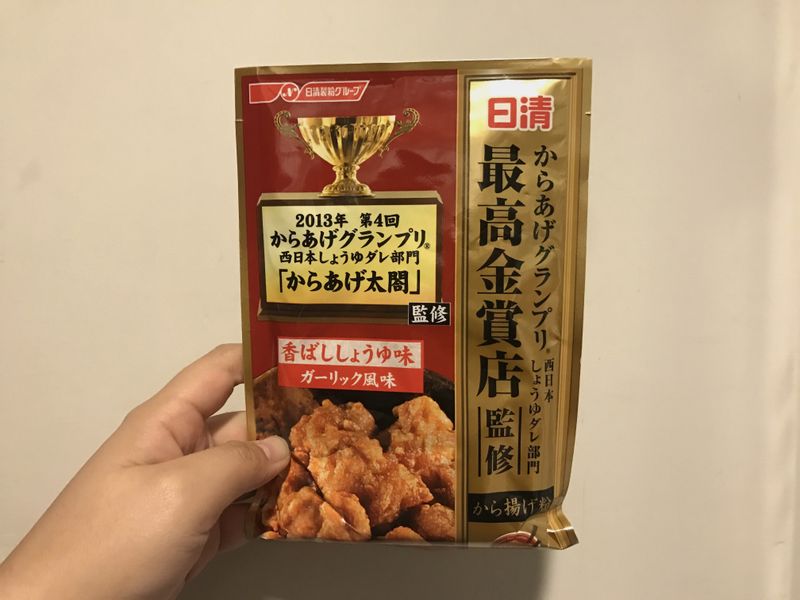 日清製粉グループ
2013年 第4回
からあげグランプリ®
西日本しょうゆダレ部門
「からあげ太閤」
監修
香ばししょうゆ味
ガーリック風味
日清
からあげグランプリ®
西日本
しょうゆダレ部門
最高金賞店
監修
から揚げ粉